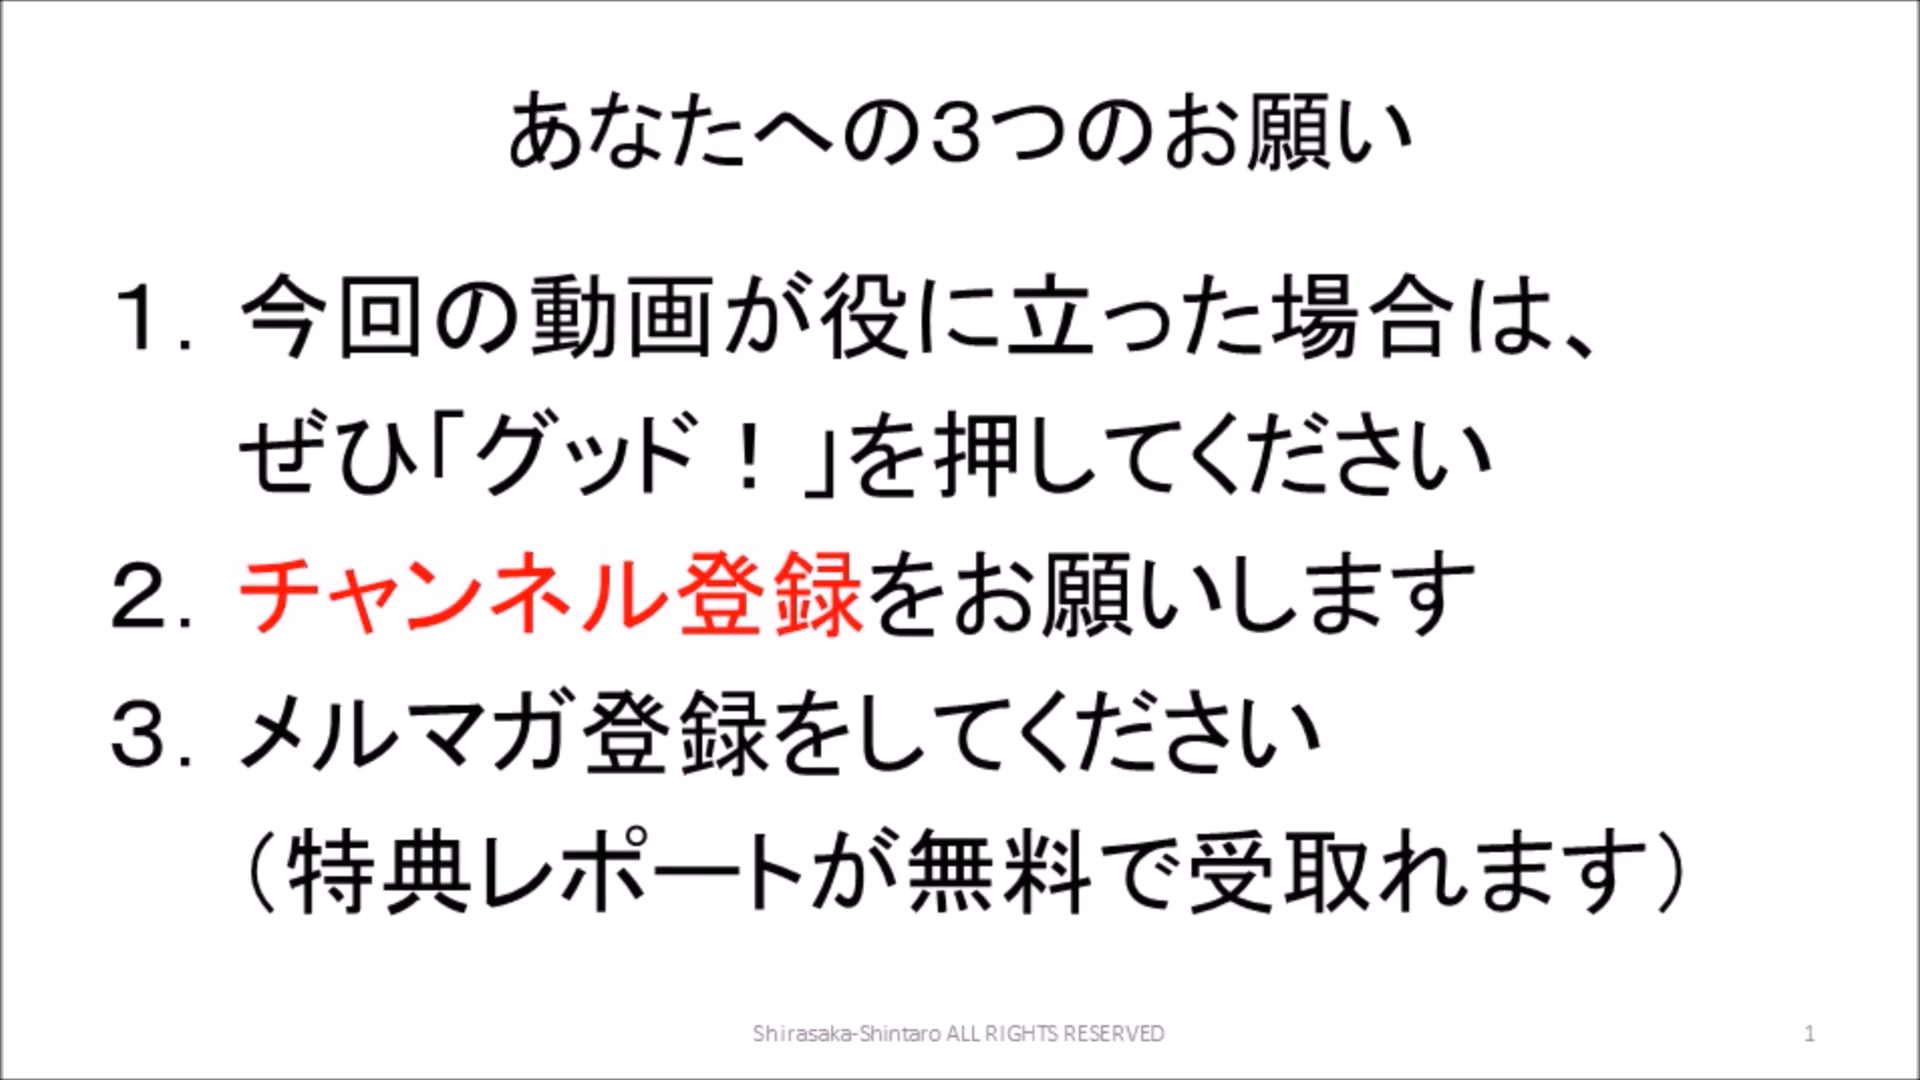 あなたへの３つのお願い
１．今回の動画が役に立った場合は、
ぜひ「グッド！」を押してください
２．チャンネル登録をお願いします
３．メルマガ登録をしてください
（特典レポートが無料で受取れます）
Shirasaka-Shintaro ALL RIGHTS RESERVED
1